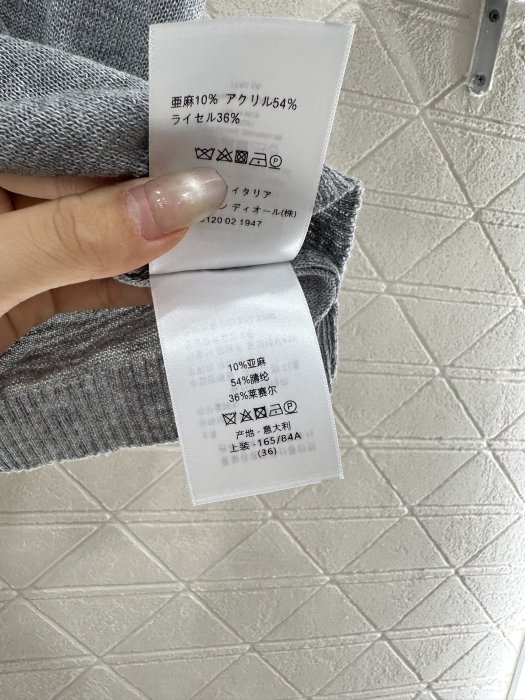 亜麻10% アクリル54%
ライセル36%
イタリア
ン ディオール(株)
0120 02 1947
10%亚麻
54%腈纶
36%莱赛尔
产地 - 意大利
上装 - 165/84A
(36)